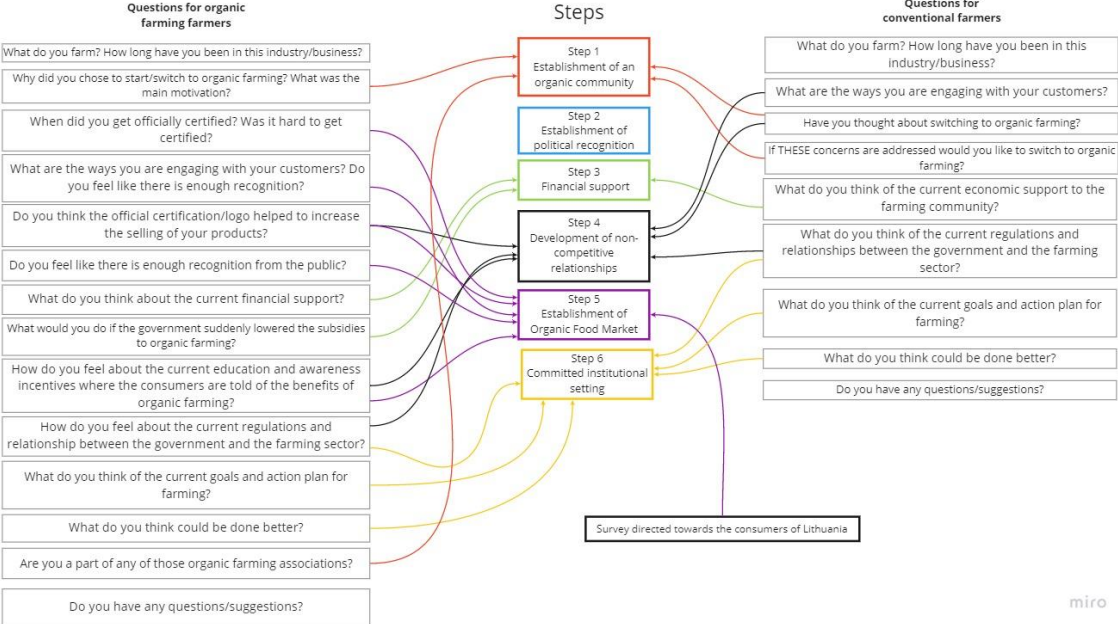 Questions for organic
farming farmers
What do you farm? How long have you been in this industry/business?
Why did you chose to start/switch to organic farming? What was the
main motivation?
When did you get officially certified? Was it hard to get
certified?
What are the ways you are engaging with your customers? Do
you feel like there is enough recognition?
Do you think the official certification/logo helped to increase
the selling of your products?
Do you feel like there is enough recognition from the public?
What do you think about the current financial support?
What would you do if the government suddenly lowered the subsidies
to organic farming?
How do you feel about the current education and awareness
incentives where the consumers are told of the benefits of
organic farming?
How do you feel about the current regulations and
relationship between the government and the farming sector?
What do you think of the current goals and action plan for
farming?
What do you think could be done better?
Are you a part of any of those organic farming associations?
Do you have any questions/suggestions?
Steps
Step 1
Establishment of an
organic community
Step 2
Establishment of
political recognition
Step 3
Financial support
Step 4
Development of non-
competitive
relationships
Step 5
Establishment of
Organic Food Market
Step 6
Committed institutional
setting
Survey directed towards the consumers of Lithuania
Questions for
conventional farmers
What do you farm? How long have you been in this
industry/business?
What are the ways you are engaging with your customers?
Have you thought about switching to organic farming?
If THESE concerns are addressed would you like to switch to organic
farming?
What do you think of the current economic support to the
farming community?
What do you think of the current regulations and
relationships between the government and the farming
sector?
What do you think of the current goals and action plan for
farming?
What do you think could be done better?
Do you have any questions/suggestions?
miro